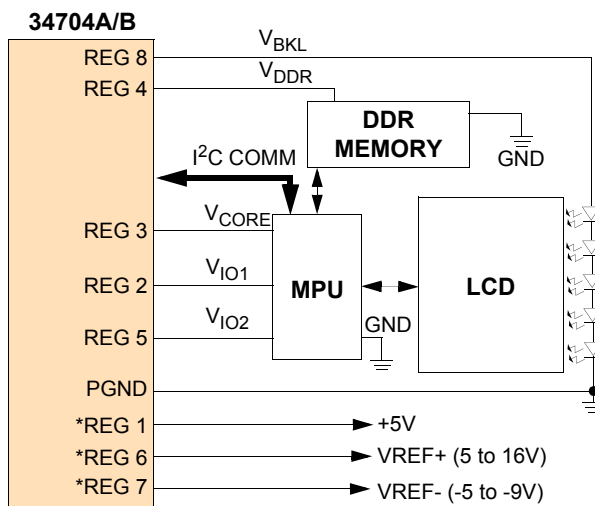 34704A/B
REG 8
V_BKL
REG 4
V_DDR
DDR
MEMORY
GND
I²C COMM
REG 3
V_CORE
REG 2
V_IO1
MPU
LCD
REG 5
V_IO2
GND
PGND
*REG 1
+5V
*REG 6
VREF+ (5 to 16V)
*REG 7
VREF- (-5 to -9V)